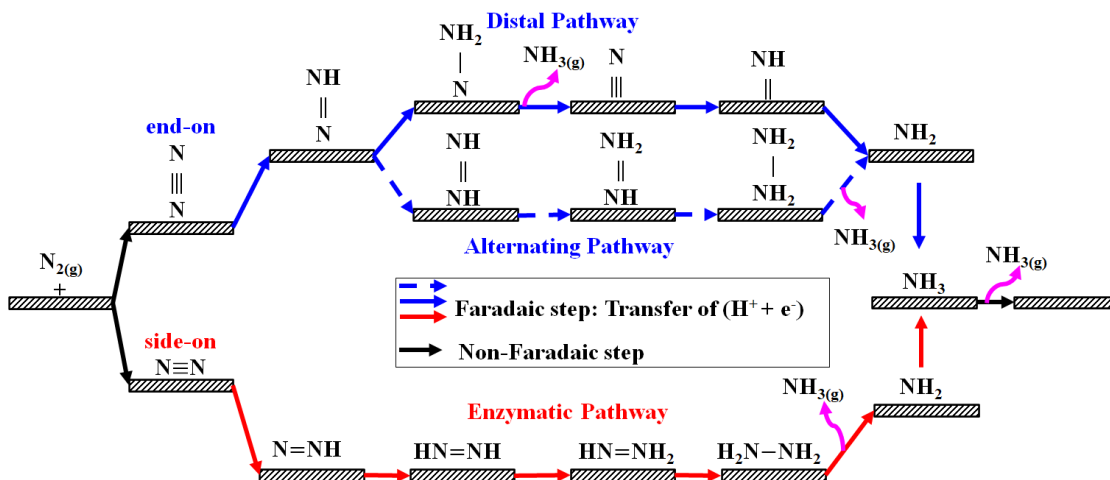 Distal Pathway
NH₂
|
N
NH₃(g)
N
|||
NH
||
NH
||
N
end-on
N
|||
N
NH₂
NH
||
NH
NH₂
||
NH
NH₂
|
NH₂
NH₃(g)
Alternating Pathway
N₂(g)
+
Faradaic step: Transfer of (H⁺ + e⁻)
Non-Faradaic step
NH₃
NH₃(g)
side-on
N≡N
Enzymatic Pathway
NH₃(g)
NH₂
N=NH
HN=NH
HN=NH₂
H₂N−NH₂